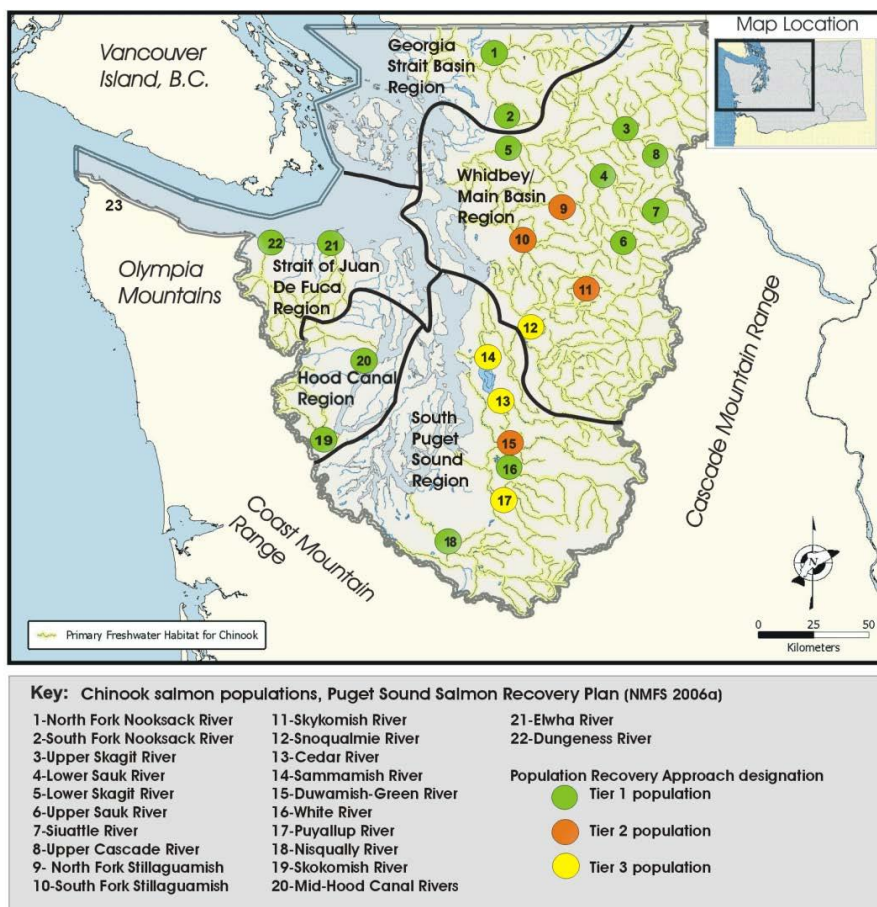 Map Location
Vancouver
Island, B.C.
Georgia
Strait Basin
Region
1
2
3
5
8
4
Whidbey/
Main Basin
Region
9
7
10
6
23
22
21
Olympia
Mountains
Strait of Juan
De Fuca
Region
11
12
14
20
Hood Canal
Region
13
Cascade Mountain Range
South
Puget
Sound
Region
15
19
16
17
18
Coast Mountain
Range
N
Primary Freshwater Habitat for Chinook
0 25 50
Kilometers
Key: Chinook salmon populations, Puget Sound Salmon Recovery Plan (NMFS 2006a)
1-North Fork Nooksack River
2-South Fork Nooksack River
3-Upper Skagit River
4-Lower Sauk River
5-Lower Skagit River
6-Upper Sauk River
7-Siuattle River
8-Upper Cascade River
9- North Fork Stillaguamish
10-South Fork Stillaguamish
11-Skykomish River
12-Snoqualmie River
13-Cedar River
14-Sammamish River
15-Duwamish-Green River
16-White River
17-Puyallup River
18-Nisqually River
19-Skokomish River
20-Mid-Hood Canal Rivers
21-Elwha River
22-Dungeness River
Population Recovery Approach designation
Tier 1 population
Tier 2 population
Tier 3 population